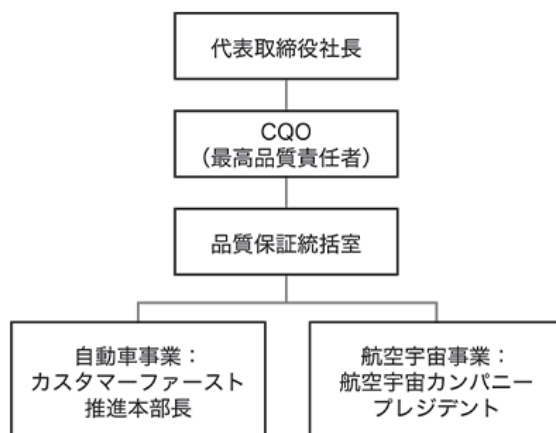 代表取締役社長
CQO
（最高品質責任者）
品質保証統括室
自動車事業：
カスタマーファースト
推進本部長
航空宇宙事業：
航空宇宙カンパニー
プレジデント